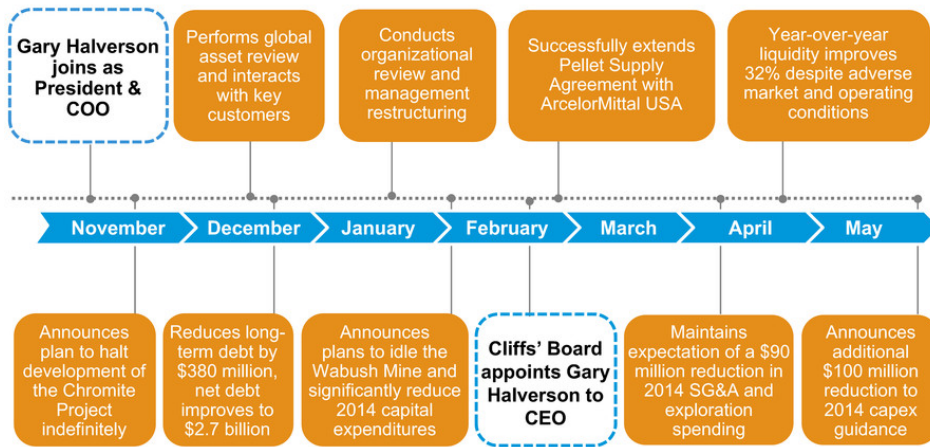 Gary Halverson
joins as
President &
COO
Performs global
asset review
and interacts
with key
customers
Conducts
organizational
review and
management
restructuring
Successfully extends
Pellet Supply
Agreement with
ArcelorMittal USA
Year-over-year
liquidity improves
32% despite adverse
market and operating
conditions
November
December
January
February
March
April
May
Announces
plan to halt
development of
the Chromite
Project
indefinitely
Reduces long-
term debt by
$380 million,
net debt
improves to
$2.7 billion
Announces
plans to idle the
Wabush Mine and
significantly reduce
2014 capital
expenditures
Cliffs' Board
appoints Gary
Halverson to
CEO
Maintains
expectation of a $90
million reduction in
2014 SG&A and
exploration
spending
Announces
additional
$100 million
reduction to
2014 capex
guidance